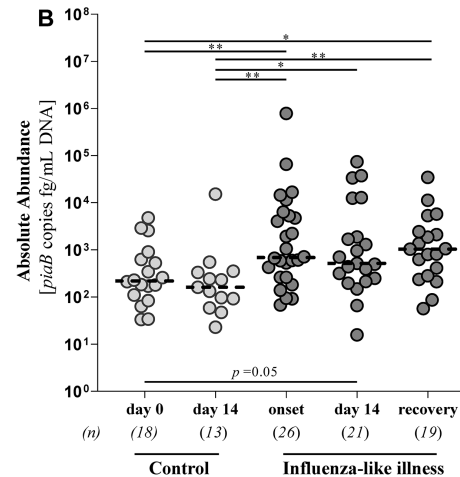 B
Absolute Abundance
[piaB copies fg/mL DNA]
10⁸
10⁷
10⁶
10⁵
10⁴
10³
10²
10¹
10⁰
*
**
**
*
**
p=0.05
day 0 day 14 onset day 14 recovery
(n) (18) (13) (26) (21) (19)
Control Influenza-like illness